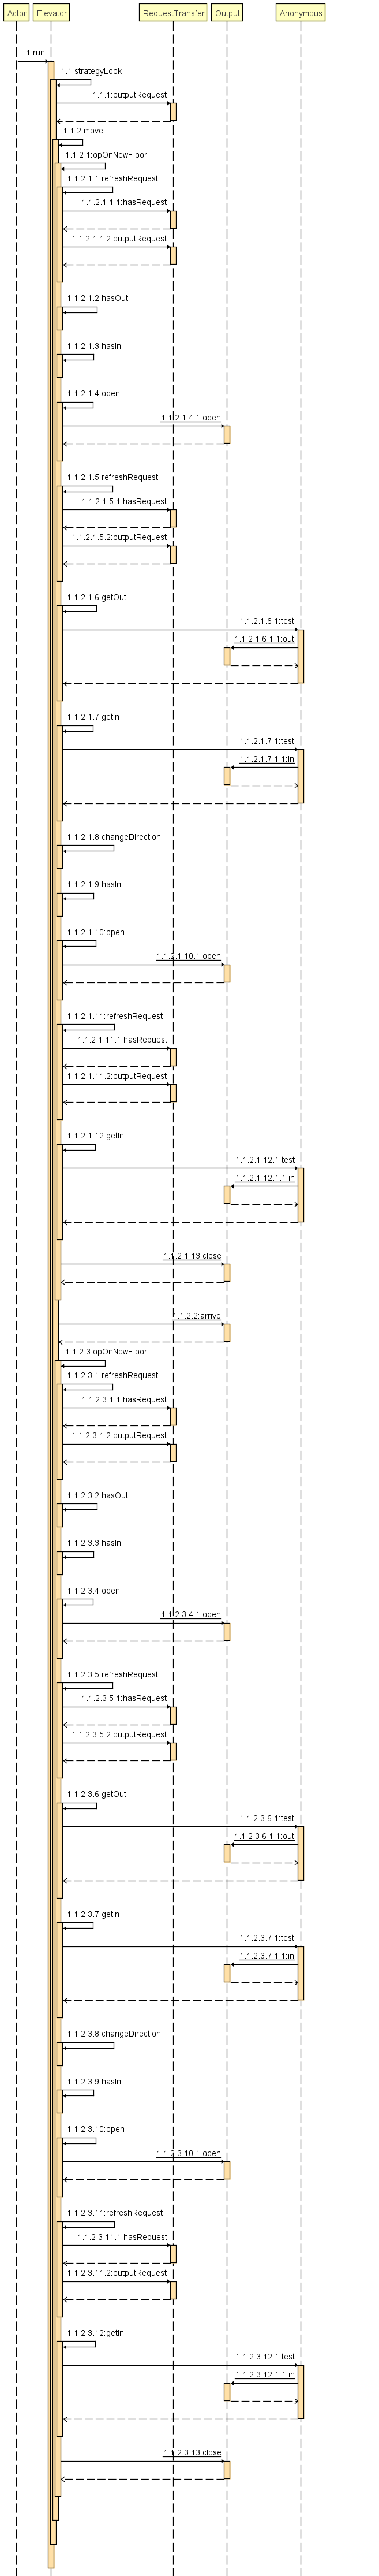 Actor Elevator RequestTransfer Output Anonymous
1:run
1.1:strategyLook
1.1.1:outputRequest
1.1.2:move
1.1.2.1:opOnNewFloor
1.1.2.1.1:refreshRequest
1.1.2.1.1.1:hasRequest
1.1.2.1.1.2:outputRequest
1.1.2.1.2:hasOut
1.1.2.1.3:hasIn
1.1.2.1.4:open
1.1.2.1.4.1:open
1.1.2.1.5:refreshRequest
1.1.2.1.5.1:hasRequest
1.1.2.1.5.2:outputRequest
1.1.2.1.6:getOut
1.1.2.1.6.1:test
1.1.2.1.6.1.1:out
1.1.2.1.7:getIn
1.1.2.1.7.1:test
1.1.2.1.7.1.1:in
1.1.2.1.8:changeDirection
1.1.2.1.9:hasIn
1.1.2.1.10:open
1.1.2.1.10.1:open
1.1.2.1.11:refreshRequest
1.1.2.1.11.1:hasRequest
1.1.2.1.11.2:outputRequest
1.1.2.1.12:getIn
1.1.2.1.12.1:test
1.1.2.1.12.1.1:in
1.1.2.1.13:close
1.1.2.2:arrive
1.1.2.3:opOnNewFloor
1.1.2.3.1:refreshRequest
1.1.2.3.1.1:hasRequest
1.1.2.3.1.2:outputRequest
1.1.2.3.2:hasOut
1.1.2.3.3:hasIn
1.1.2.3.4:open
1.1.2.3.4.1:open
1.1.2.3.5:refreshRequest
1.1.2.3.5.1:hasRequest
1.1.2.3.5.2:outputRequest
1.1.2.3.6:getOut
1.1.2.3.6.1:test
1.1.2.3.6.1.1:out
1.1.2.3.7:getIn
1.1.2.3.7.1:test
1.1.2.3.7.1.1:in
1.1.2.3.8:changeDirection
1.1.2.3.9:hasIn
1.1.2.3.10:open
1.1.2.3.10.1:open
1.1.2.3.11:refreshRequest
1.1.2.3.11.1:hasRequest
1.1.2.3.11.2:outputRequest
1.1.2.3.12:getIn
1.1.2.3.12.1:test
1.1.2.3.12.1.1:in
1.1.2.3.13:close